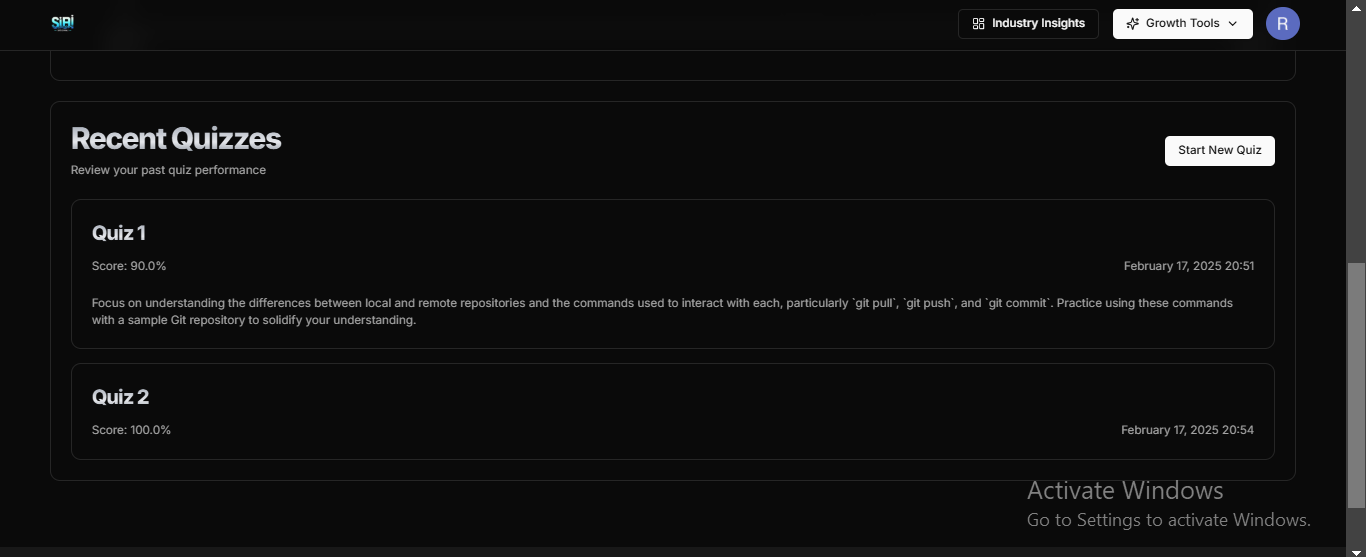 SiBi
Industry Insights
Growth Tools
R
Recent Quizzes
Review your past quiz performance
Start New Quiz
Quiz 1
Score: 90.0%
February 17, 2025 20:51
Focus on understanding the differences between local and remote repositories and the commands used to interact with each, particularly `git pull`, `git push`, and `git commit`. Practice using these commands
with a sample Git repository to solidify your understanding.
Quiz 2
Score: 100.0%
February 17, 2025 20:54
Activate Windows
Go to Settings to activate Windows.